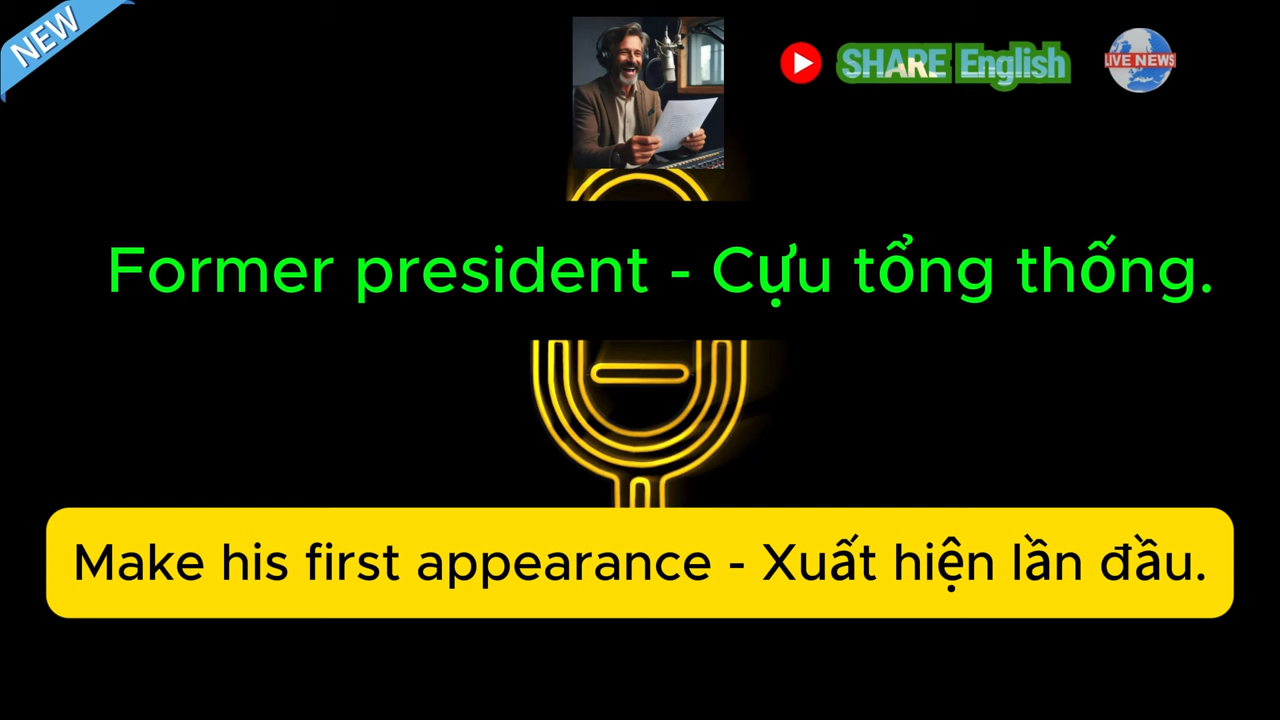 NEW
SHARE English
LIVE NEWS
Former president - Cựu tổng thống.
Make his first appearance - Xuất hiện lần đầu.